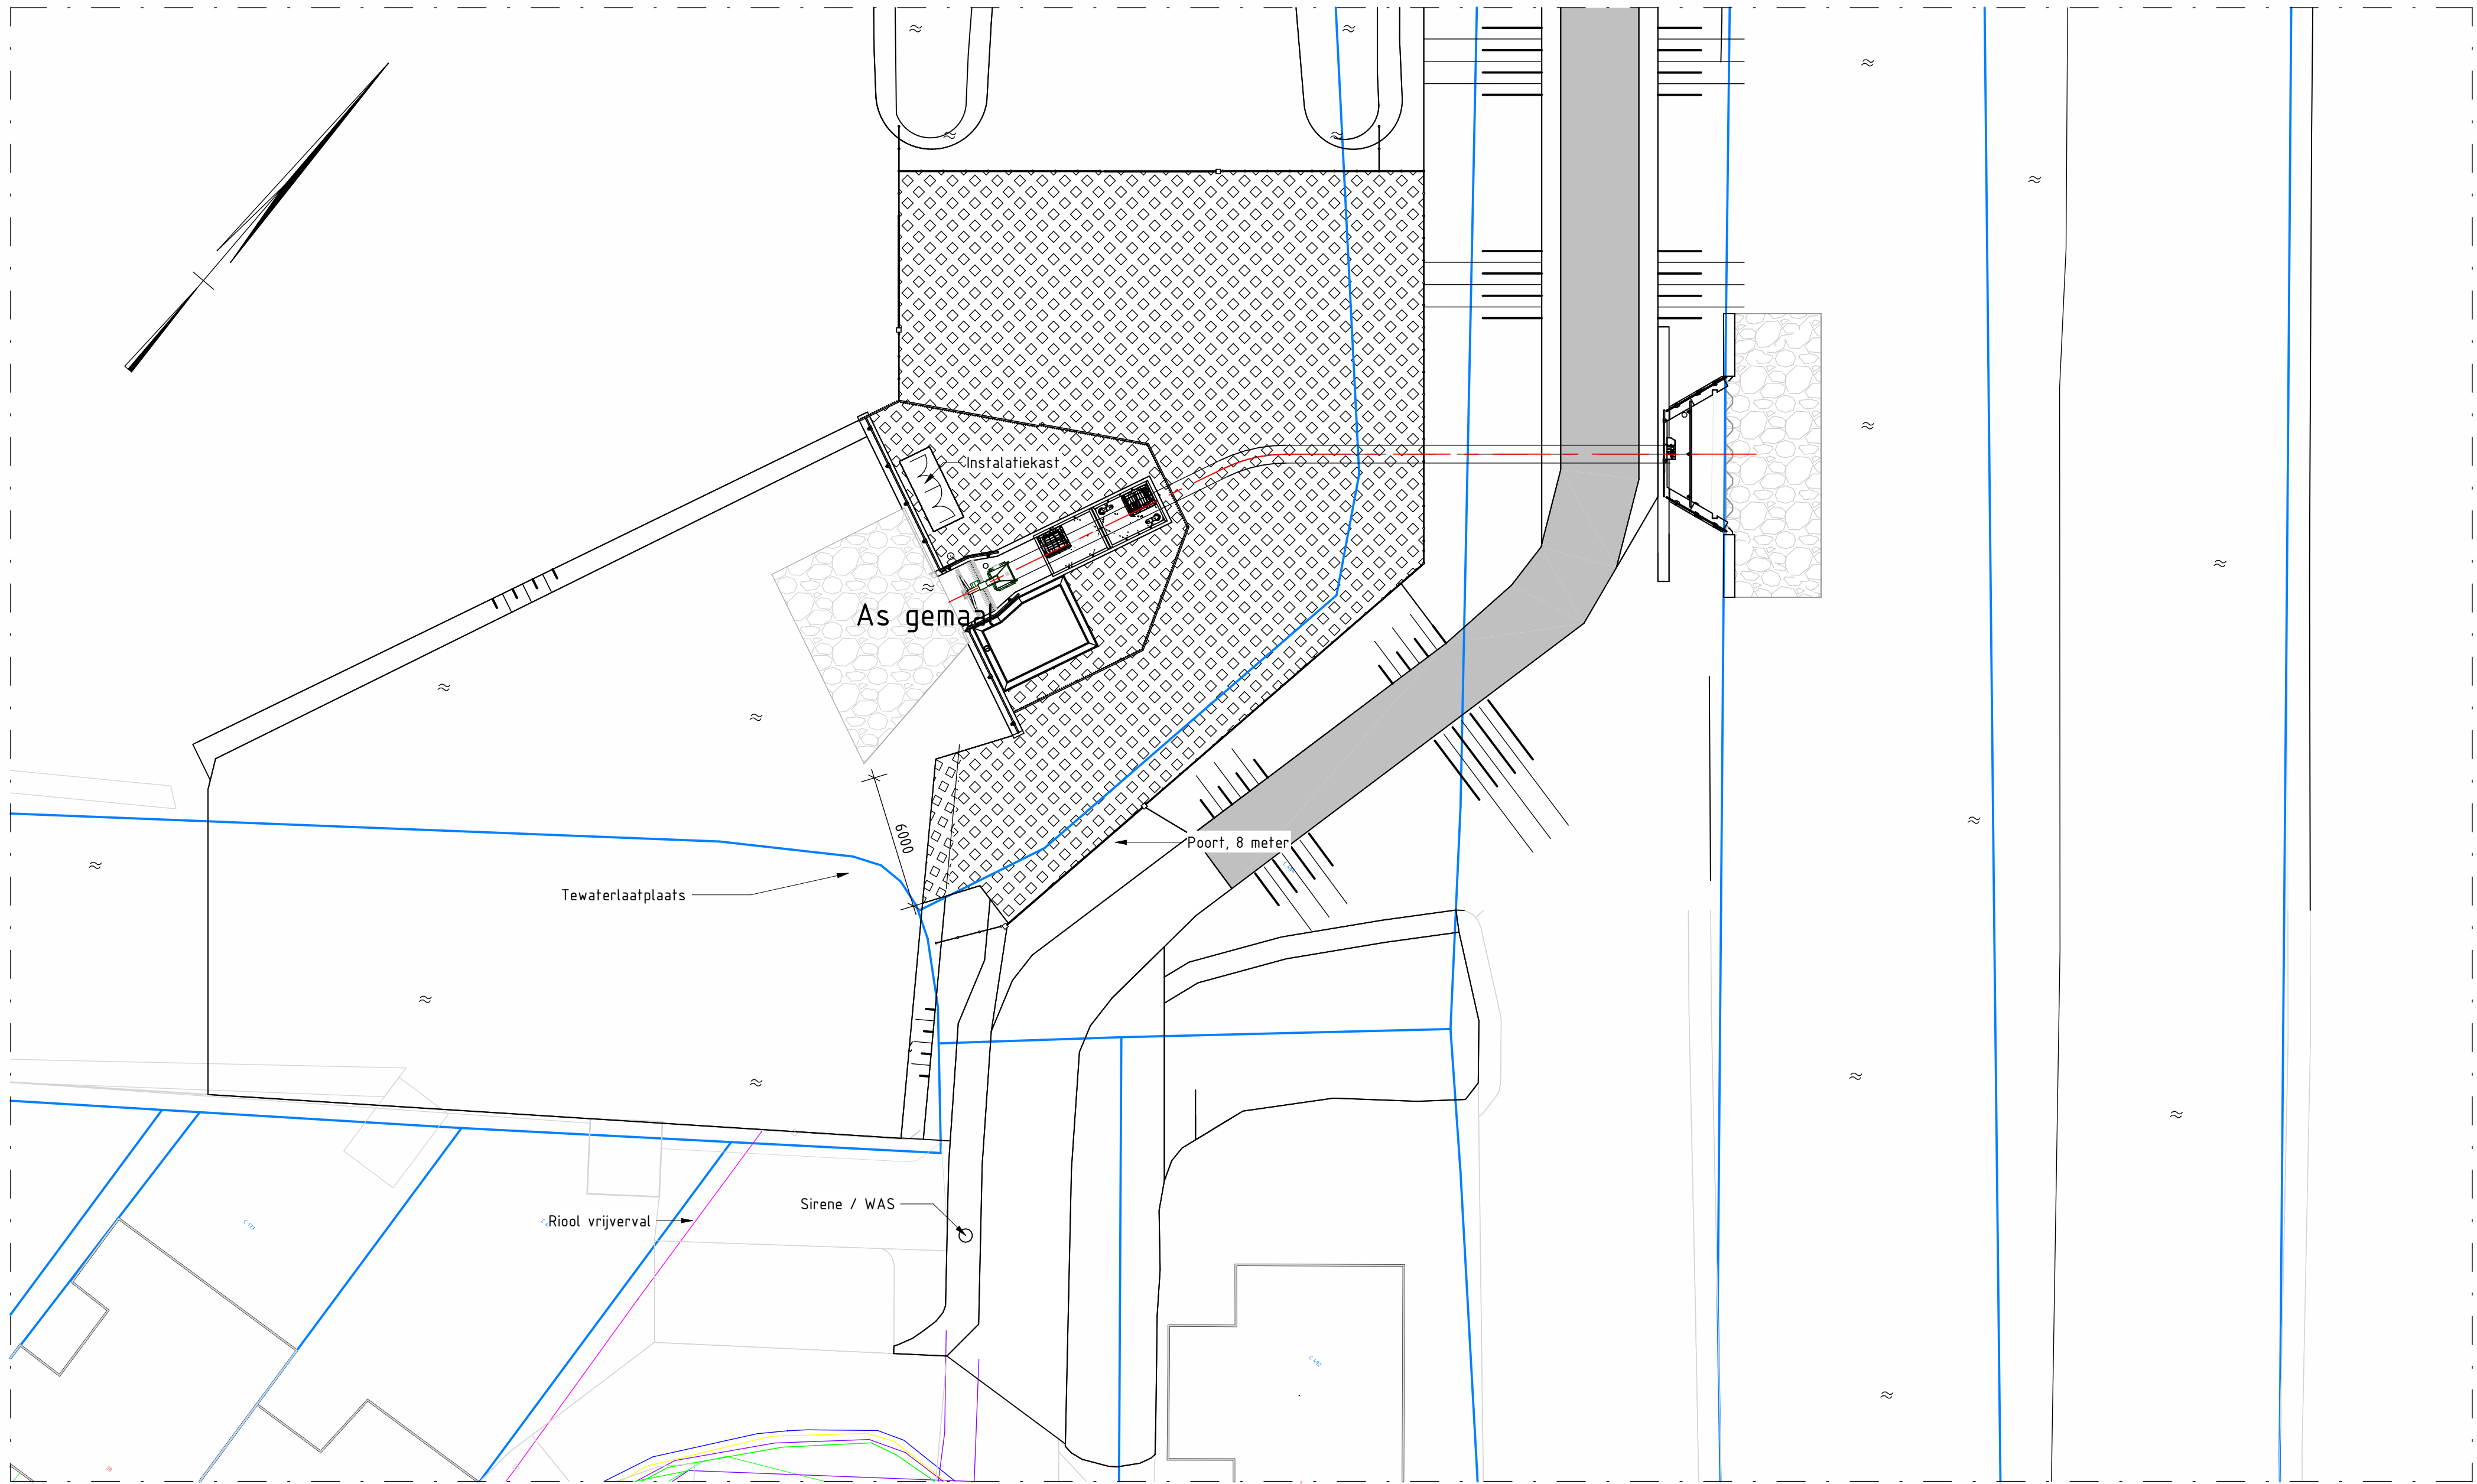 Instalatiekast
As gemaal
6000
Poort, 8 meter
Tewaterlaatplaats
Sirene / WAS
Riool vrijverval